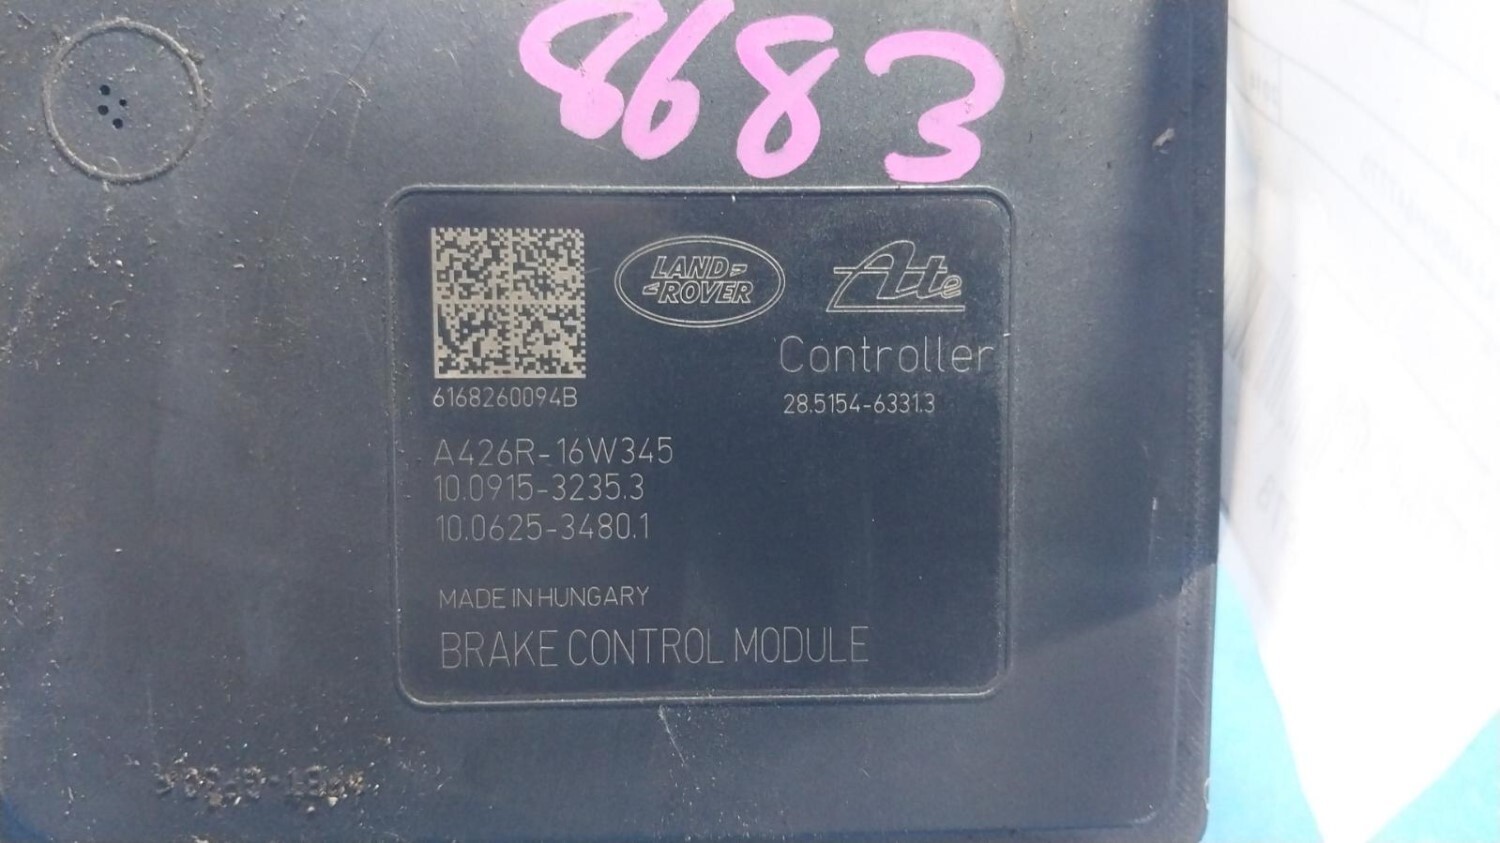 8683
LAND
ROVER
Ate
Controller
6168260094B
28.5154-6331.3
A426R-16W345
10.0915-3235.3
10.0625-3480.1
MADE IN HUNGARY
BRAKE CONTROL MODULE